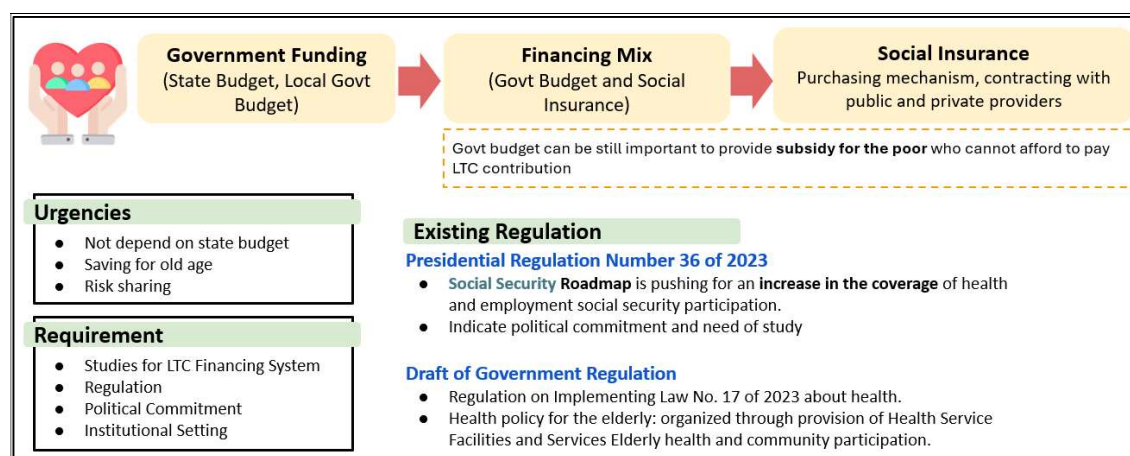 Government Funding
(State Budget, Local Govt
Budget)
Financing Mix
(Govt Budget and Social
Insurance)
Social Insurance
Purchasing mechanism, contracting with
public and private providers
Govt budget can be still important to provide subsidy for the poor who cannot afford to pay
LTC contribution
Urgencies
● Not depend on state budget
● Saving for old age
● Risk sharing
Requirement
● Studies for LTC Financing System
● Regulation
● Political Commitment
● Institutional Setting
Existing Regulation
Presidential Regulation Number 36 of 2023
● Social Security Roadmap is pushing for an increase in the coverage of health
and employment social security participation.
● Indicate political commitment and need of study
Draft of Government Regulation
● Regulation on Implementing Law No. 17 of 2023 about health.
● Health policy for the elderly: organized through provision of Health Service
Facilities and Services Elderly health and community participation.